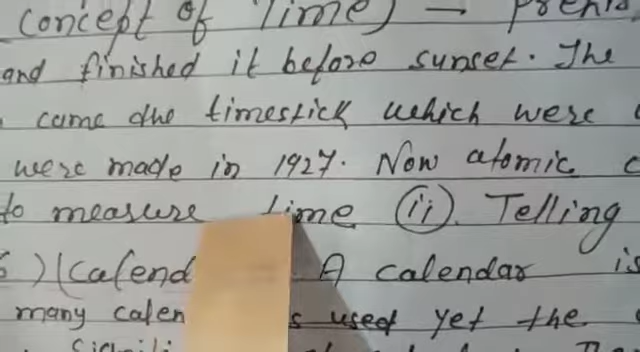 concept of Time) → Prehis
and finished it before sunset. The
came the timestick which were
were made in 1927. Now atomic c
to measure time (ii). Telling
) (Calend A calendar is
many calen s used yet the